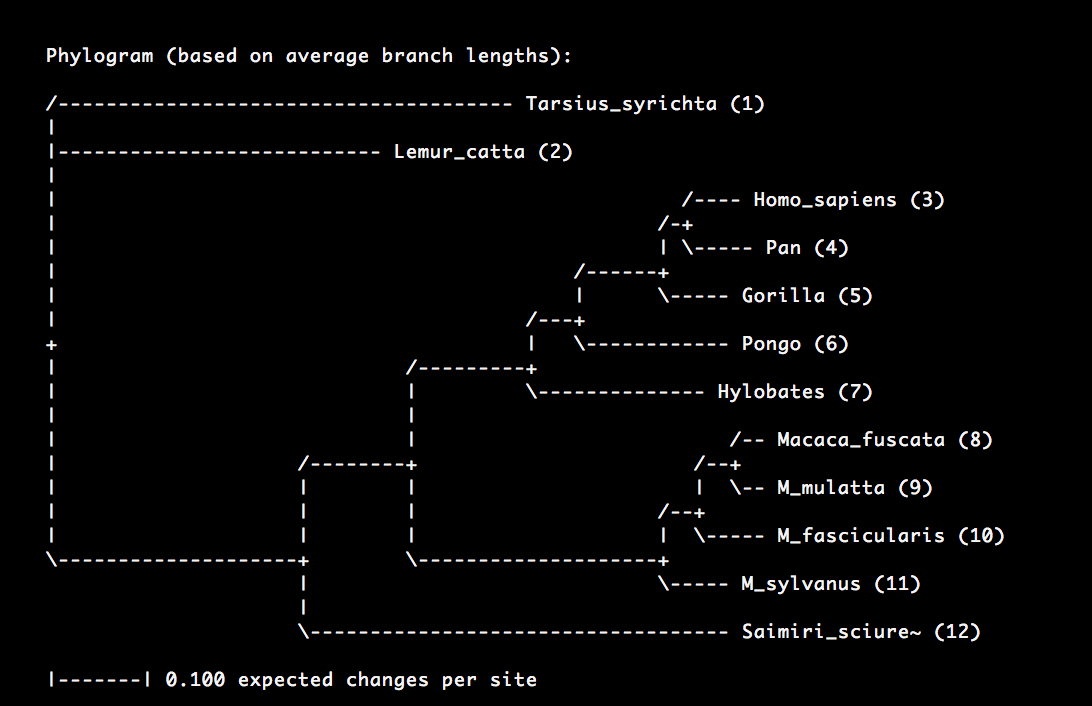 Phylogram (based on average branch lengths):
/-------------------------------------- Tarsius_syrichta (1)
|
|--------------------------- Lemur_catta (2)
|
|                                                    /---- Homo_sapiens (3)
|                                                  /-+
|                                                  | \----- Pan (4)
|                                           /------+
|                                           |      \----- Gorilla (5)
|                                       /---+
+                                       |   \------------ Pongo (6)
|                             /---------+
|                             |         \-------------- Hylobates (7)
|                             |
|                             |                          /-- Macaca_fuscata (8)
|                    /--------+                       /--+
|                    |        |                       |  \-- M_mulatta (9)
|                    |        |                    /--+
|                    |        |                    |  \----- M_fascicularis (10)
\--------------------+        \--------------------+
                     |                             \----- M_sylvanus (11)
                     |
                     \----------------------------------- Saimiri_sciure~ (12)
|-------| 0.100 expected changes per site